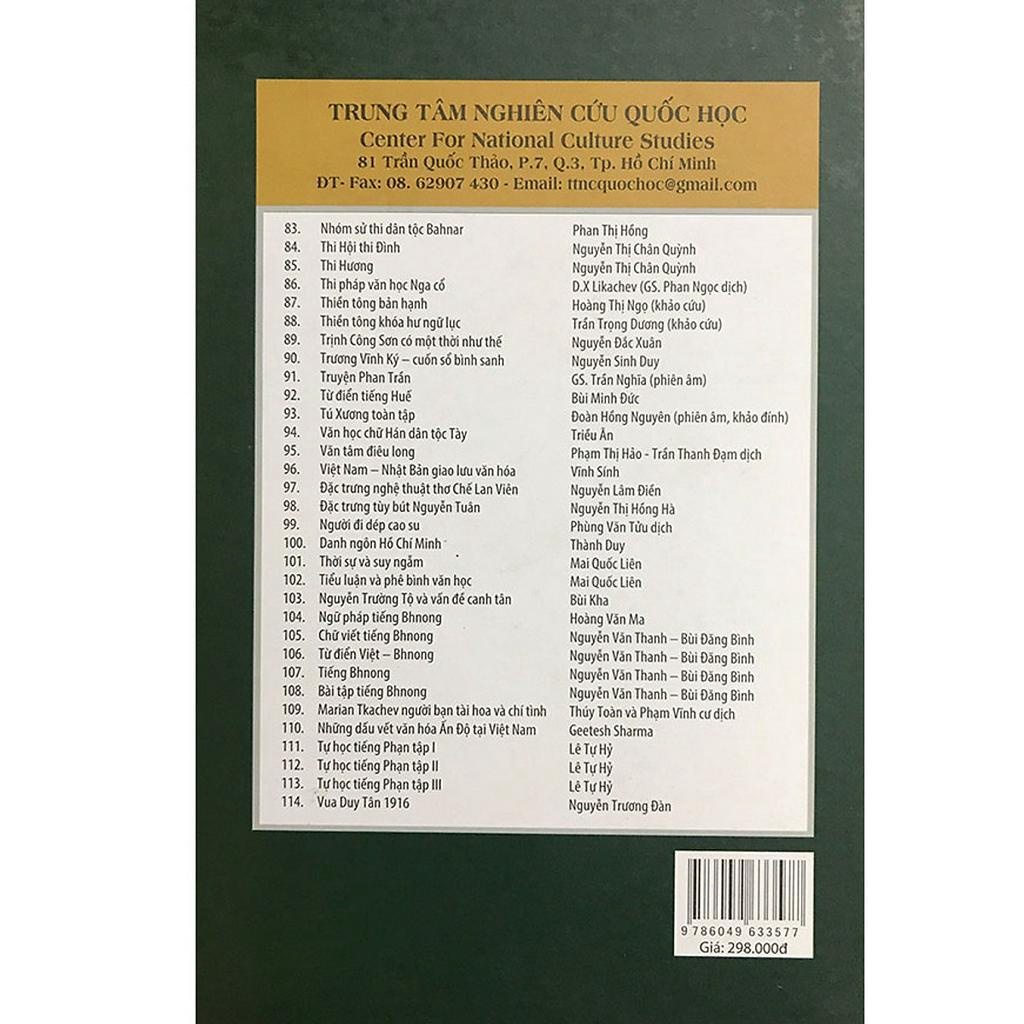 TRUNG TÂM NGHIÊN CỨU QUỐC HỌC
Center For National Culture Studies
81 Trần Quốc Thảo, P.7, Q.3, Tp. Hồ Chí Minh
ĐT- Fax: 08. 62907 430 - Email: ttncquochoc@gmail.com
83. Nhóm sử thi dân tộc Bahnar Phan Thị Hồng
84. Thi Hội thi Đình Nguyễn Thị Chân Quỳnh
85. Thi Hương Nguyễn Thị Chân Quỳnh
86. Thi pháp văn học Nga cổ D.X Likachev (GS. Phan Ngọc dịch)
87. Thiền tông bản hạnh Hoàng Thị Ngọ (khảo cứu)
88. Thiền tông khóa hư ngữ lục Trần Trọng Dương (khảo cứu)
89. Trịnh Công Sơn có một thời như thế Nguyễn Đắc Xuân
90. Trương Vĩnh Ký – cuốn sổ bình sanh Nguyễn Sinh Duy
91. Truyện Phan Trần GS. Trần Nghĩa (phiên âm)
92. Từ điển tiếng Huế Bùi Minh Đức
93. Tú Xương toàn tập Đoàn Hồng Nguyên (phiên âm, khảo đính)
94. Văn học chữ Hán dân tộc Tày Triều Ân
95. Văn tâm điêu long Phạm Thị Hảo - Trần Thanh Đạm dịch
96. Việt Nam – Nhật Bản giao lưu văn hóa Vĩnh Sính
97. Đặc trưng nghệ thuật thơ Chế Lan Viên Nguyễn Lâm Điền
98. Đặc trưng tùy bút Nguyễn Tuân Nguyễn Thị Hồng Hà
99. Người đi dép cao su Phùng Văn Tửu dịch
100. Danh ngôn Hồ Chí Minh Thành Duy
101. Thời sự và suy ngẫm Mai Quốc Liên
102. Tiểu luận và phê bình văn học Mai Quốc Liên
103. Nguyễn Trường Tộ và vấn đề canh tân Bùi Kha
104. Ngữ pháp tiếng Bhnong Hoàng Văn Ma
105. Chữ viết tiếng Bhnong Nguyễn Văn Thanh – Bùi Đăng Bình
106. Từ điển Việt – Bhnong Nguyễn Văn Thanh – Bùi Đăng Bình
107. Tiếng Bhnong Nguyễn Văn Thanh – Bùi Đăng Bình
108. Bài tập tiếng Bhnong Nguyễn Văn Thanh – Bùi Đăng Bình
109. Marian Tkachev người bạn tài hoa và chí tình Thúy Toàn và Phạm Vĩnh cư dịch
110. Những dấu vết văn hóa Ấn Độ tại Việt Nam Geetesh Sharma
111. Tự học tiếng Phạn tập I Lê Tự Hỷ
112. Tự học tiếng Phạn tập II Lê Tự Hỷ
113. Tự học tiếng Phạn tập III Lê Tự Hỷ
114. Vua Duy Tân 1916 Nguyễn Trương Đàn
9 786049 633577
Giá: 298.000đ